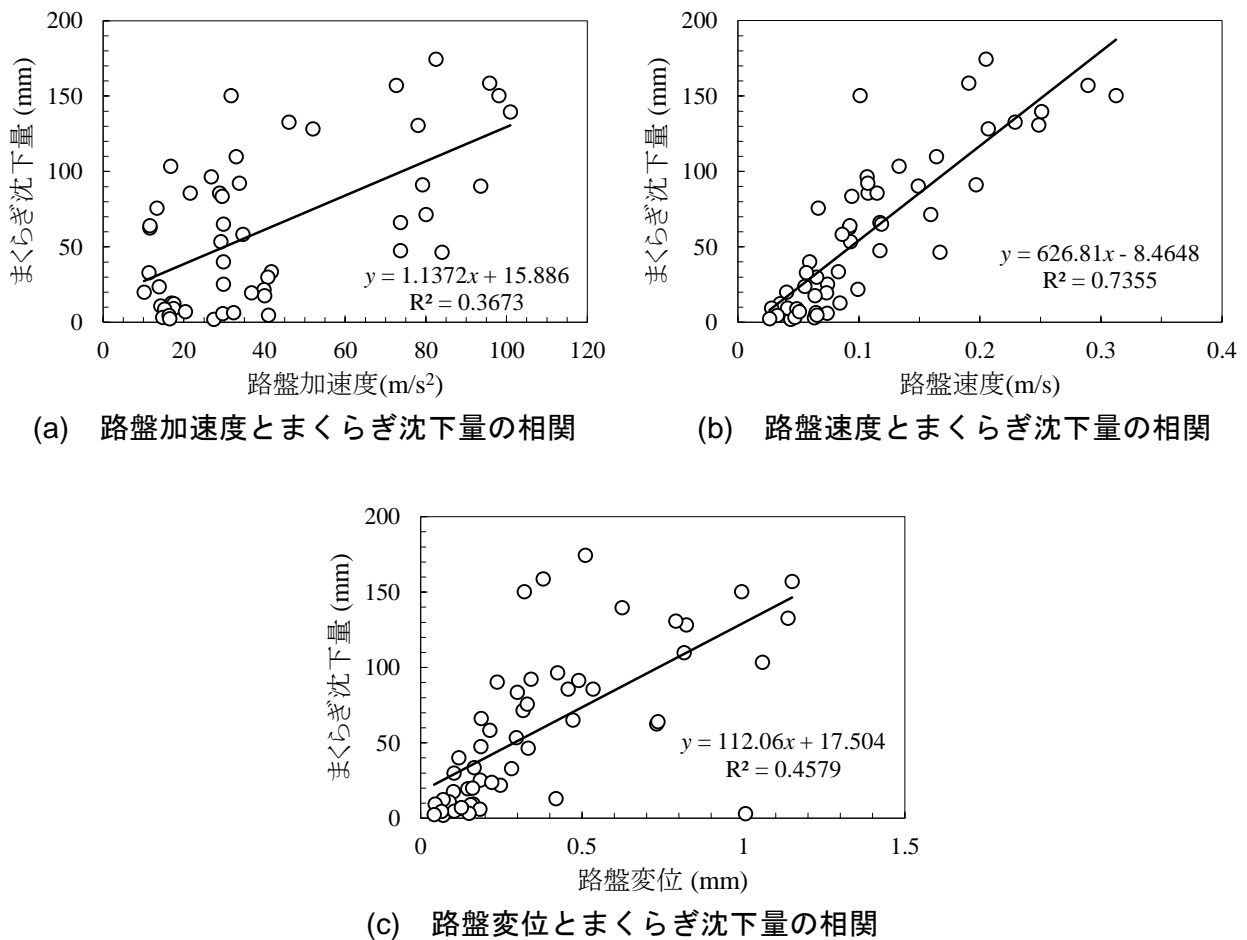 200
150
100
50
0
まくらぎ沈下量 (mm)
0 20 40 60 80 100 120
路盤加速度(m/s²)
y = 1.1372x + 15.886
R² = 0.3673
(a) 路盤加速度とまくらぎ沈下量の相関
200
150
100
50
0
まくらぎ沈下量 (mm)
0 0.1 0.2 0.3 0.4
路盤速度(m/s)
y = 626.81x - 8.4648
R² = 0.7355
(b) 路盤速度とまくらぎ沈下量の相関
200
150
100
50
0
まくらぎ沈下量 (mm)
0 0.5 1 1.5
路盤変位 (mm)
y = 112.06x + 17.504
R² = 0.4579
(c) 路盤変位とまくらぎ沈下量の相関